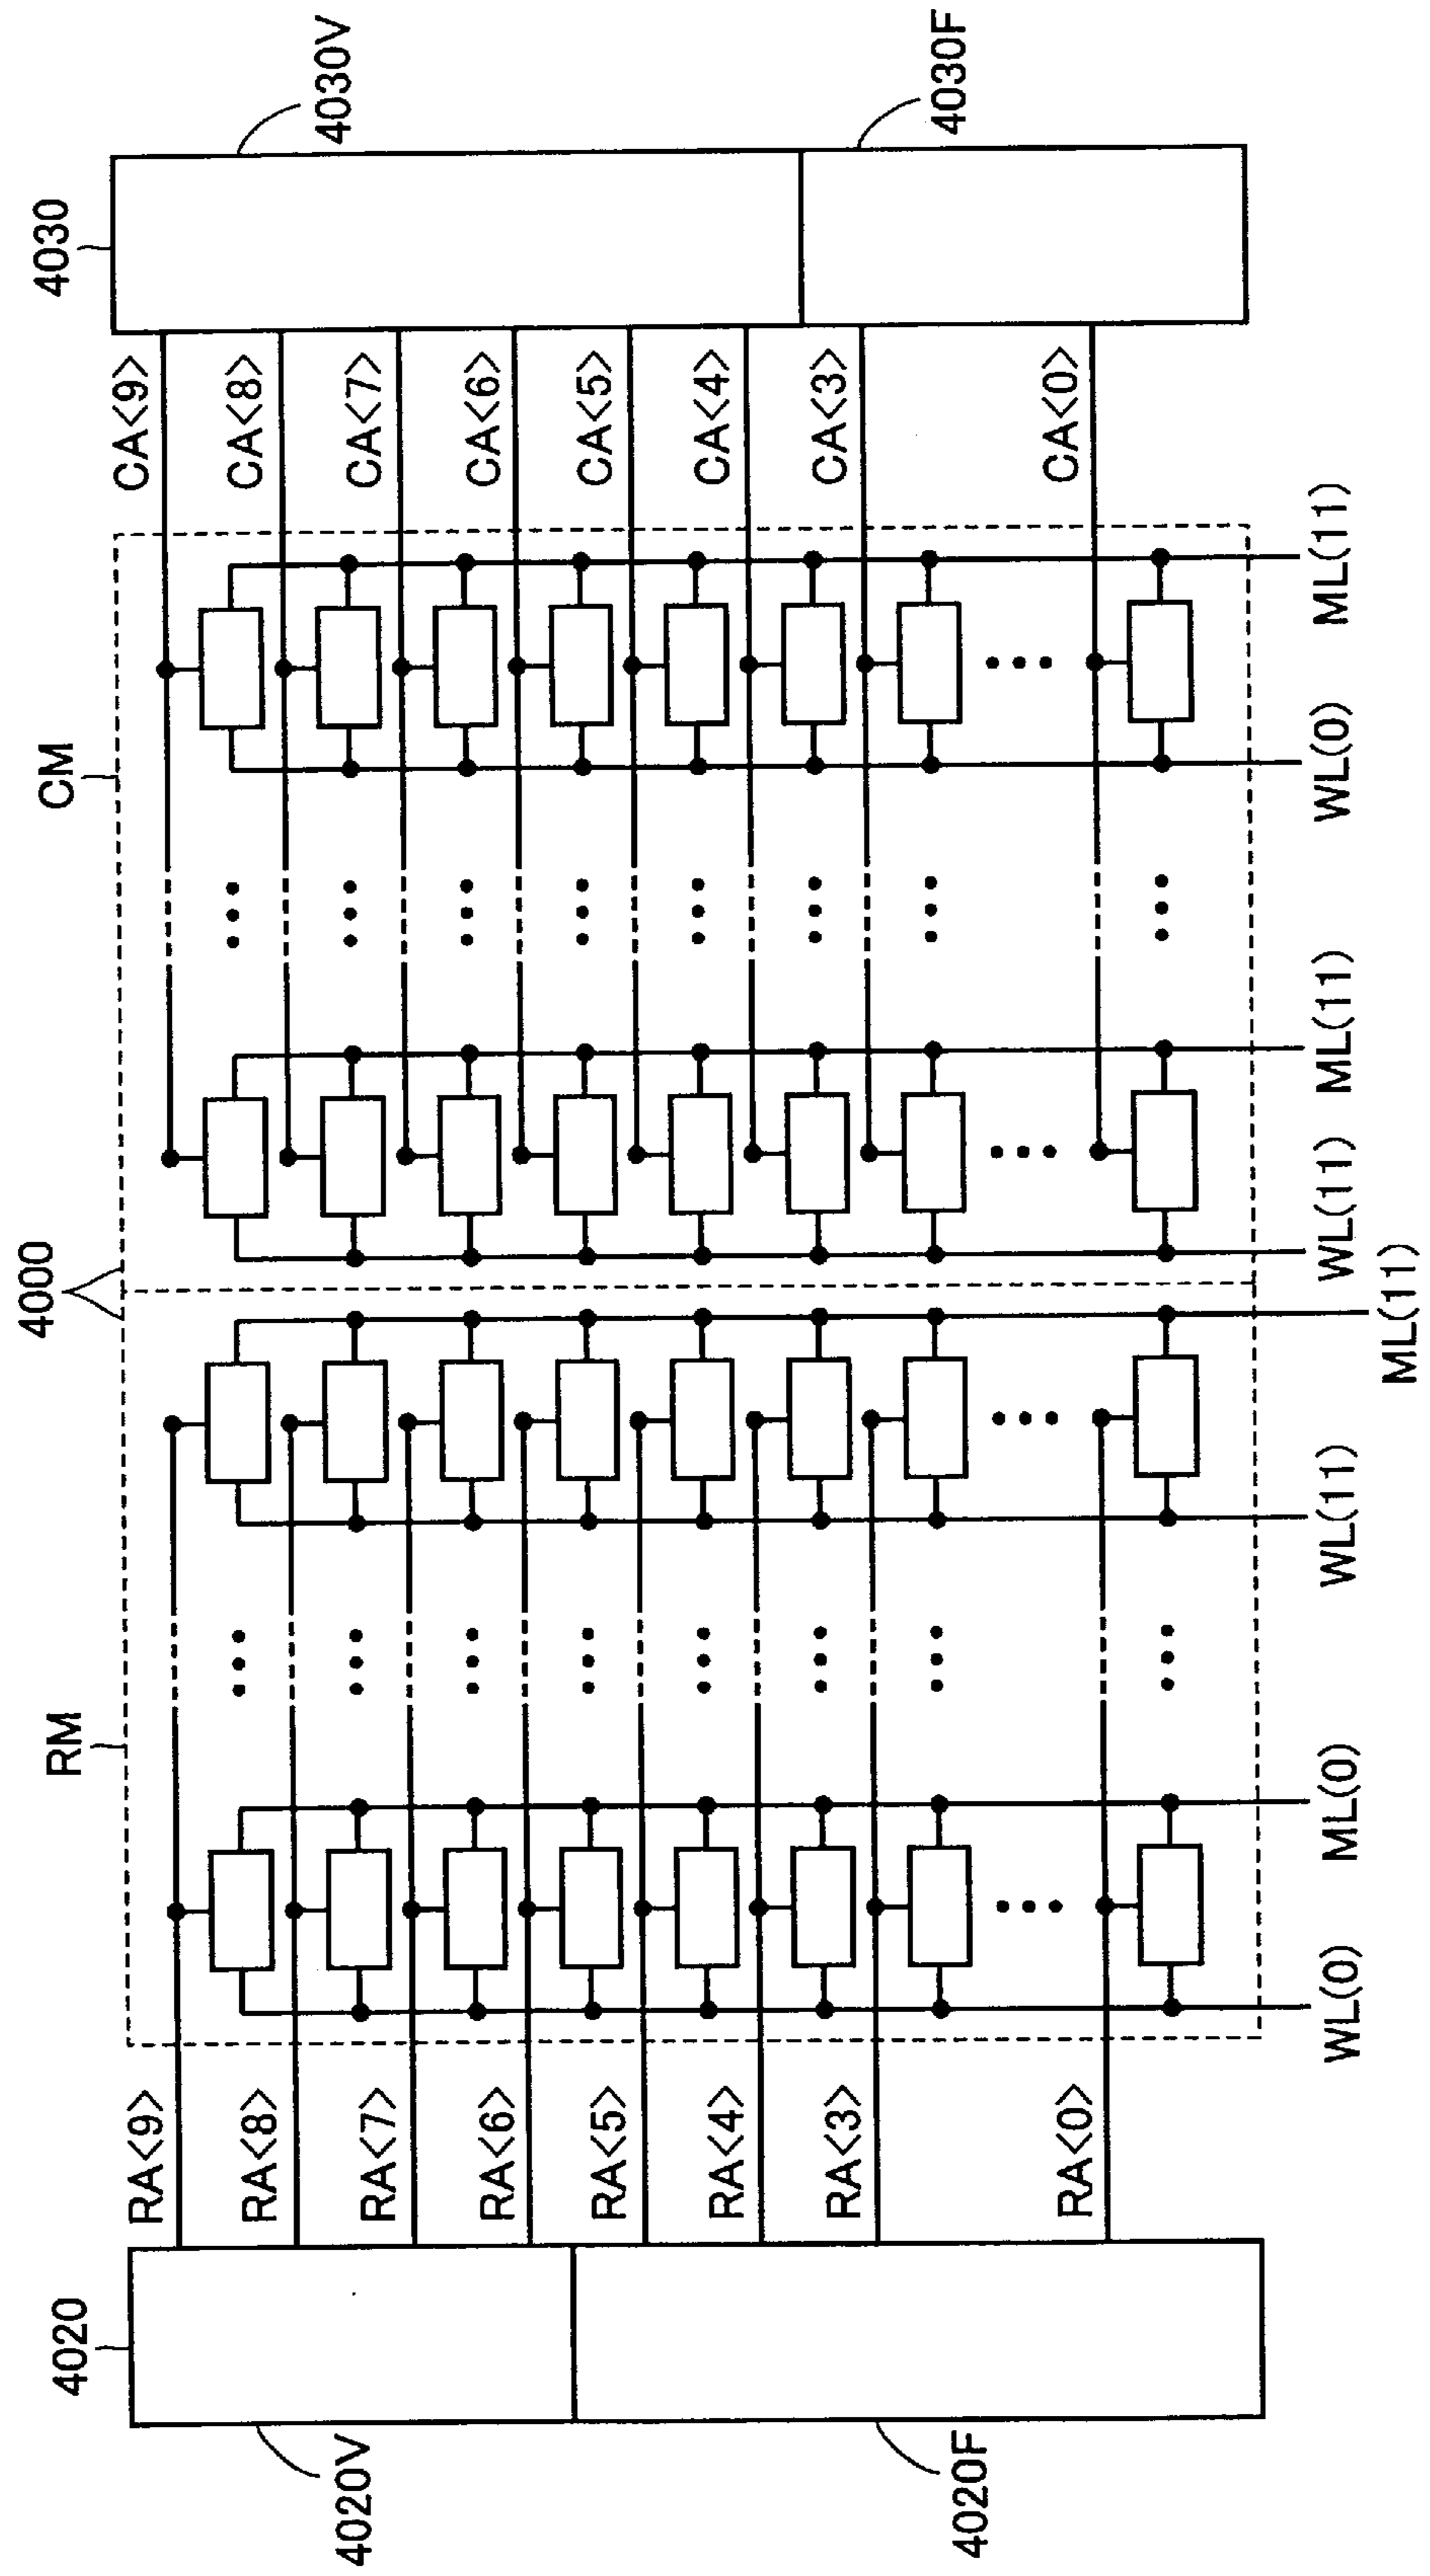 4020
4020V
4020F
RA<9>
RA<8>
RA<7>
RA<6>
RA<5>
RA<4>
RA<3>
RA<0>
RM
4000
CM
WL(0)
ML(0)
WL(11)
ML(11)
WL(11)
ML(11)
WL(0)
ML(11)
CA<9>
CA<8>
CA<7>
CA<6>
CA<5>
CA<4>
CA<3>
CA<0>
4030
4030V
4030F